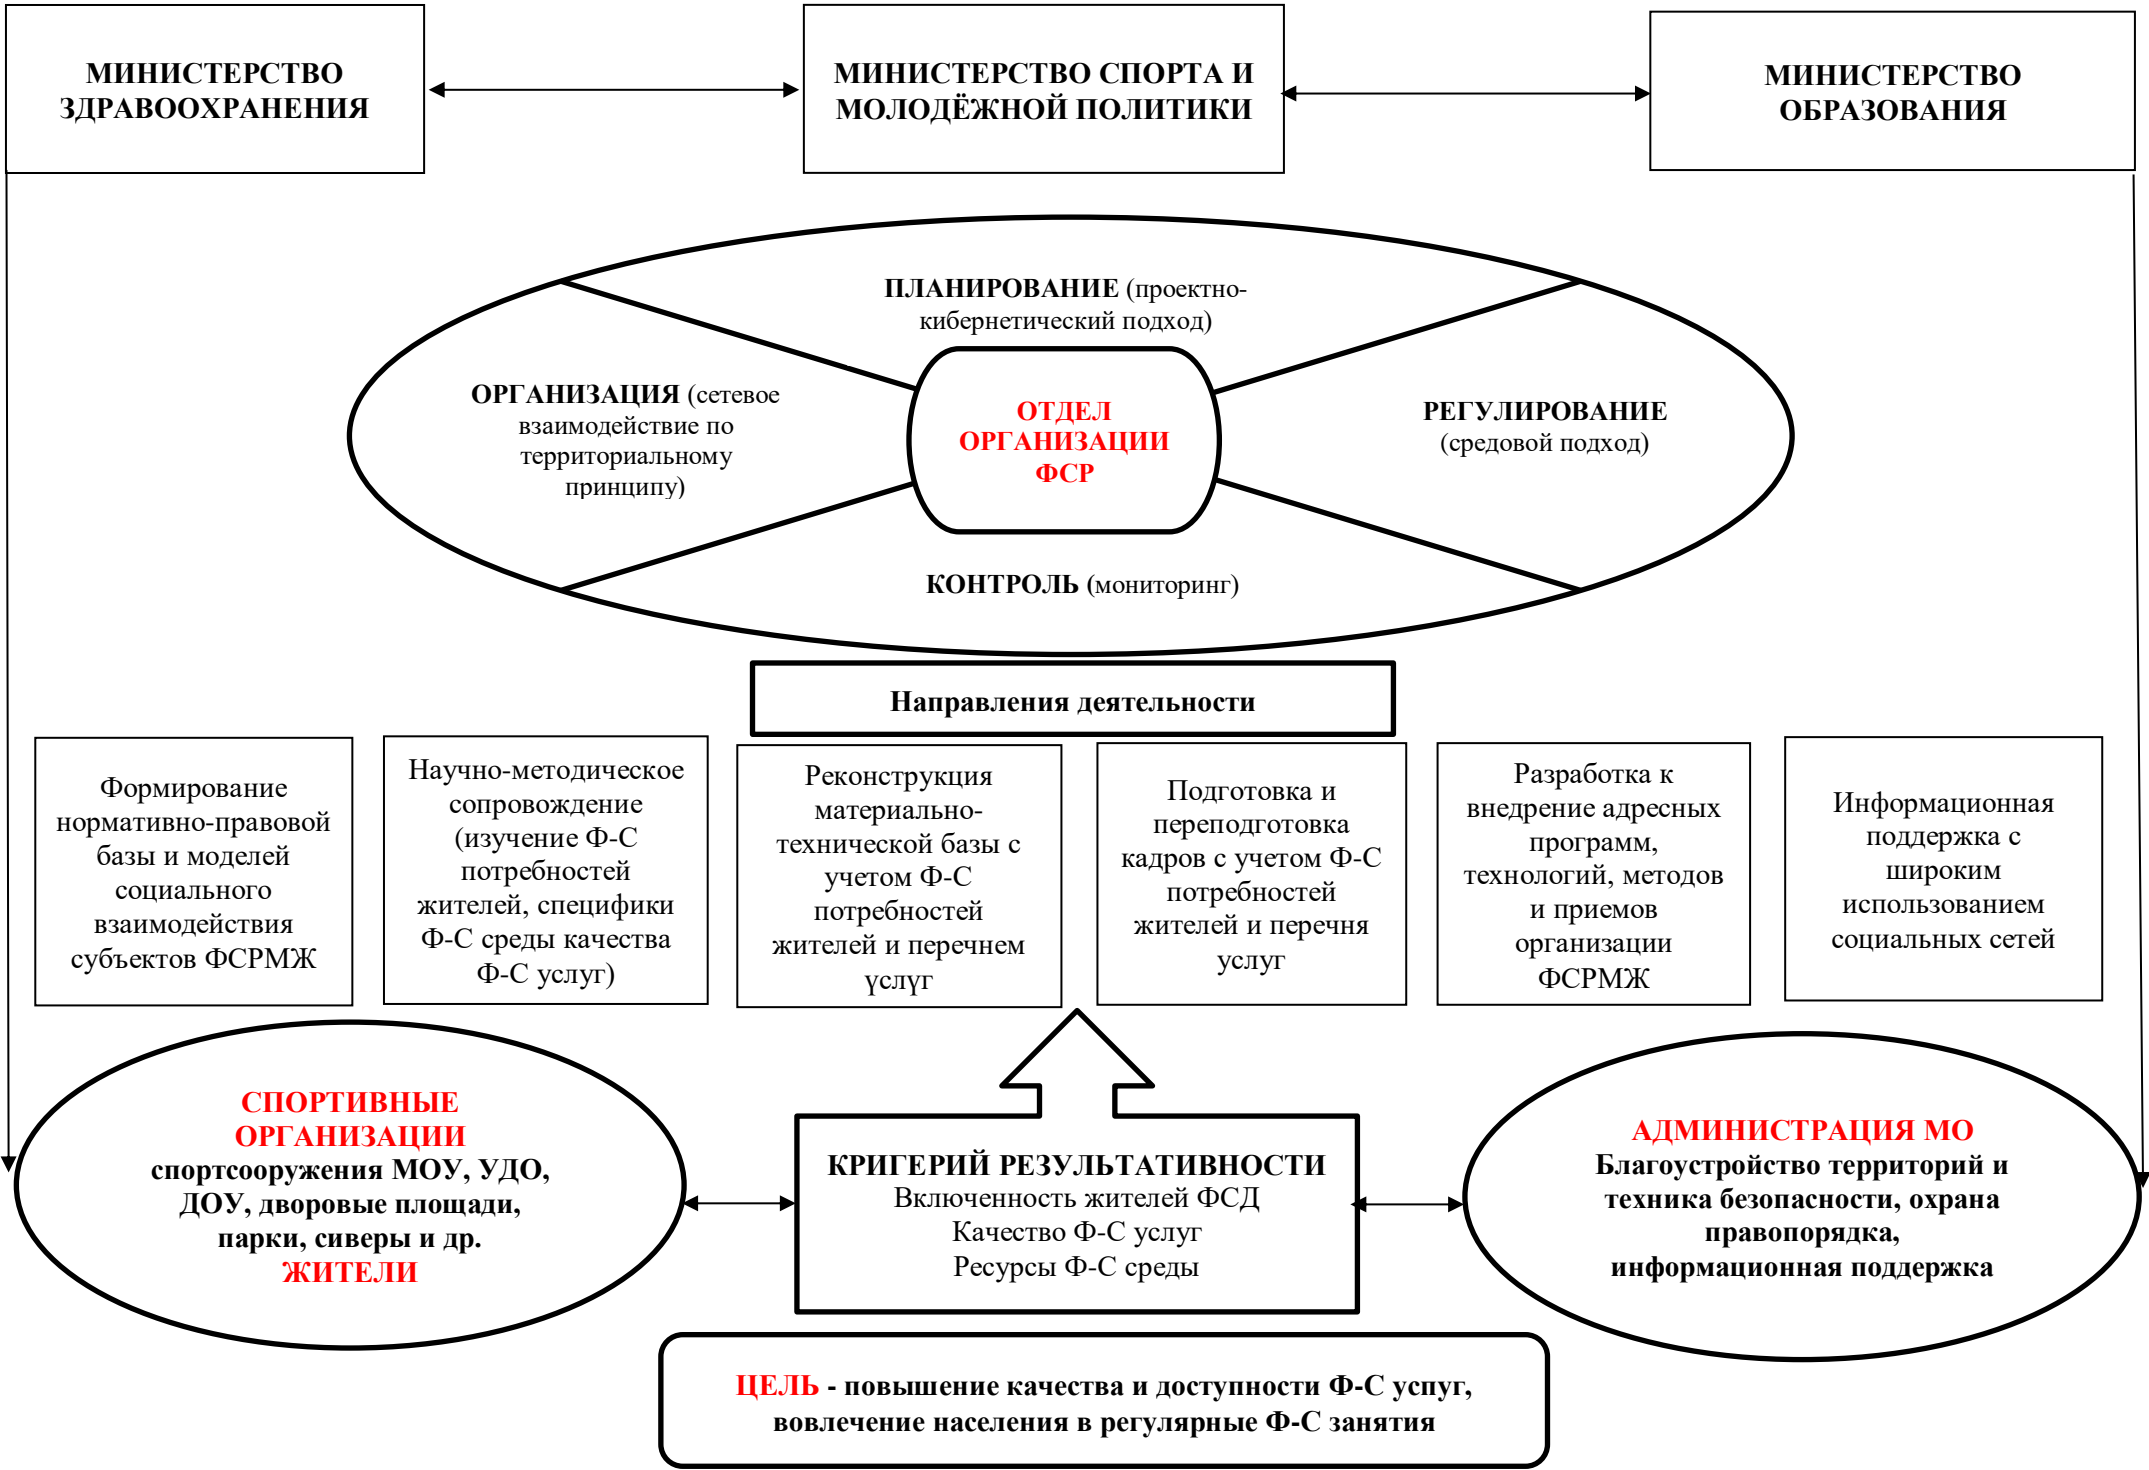 МИНИСТЕРСТВО
ЗДРАВООХРАНЕНИЯ
МИНИСТЕРСТВО СПОРТА И
МОЛОДЁЖНОЙ ПОЛИТИКИ
МИНИСТЕРСТВО
ОБРАЗОВАНИЯ
ПЛАНИРОВАНИЕ (проектно-
кибернетический подход)
ОРГАНИЗАЦИЯ (сетевое
взаимодействие по
территориальному
принципу)
ОТДЕЛ
ОРГАНИЗАЦИИ
ФСР
РЕГУЛИРОВАНИЕ
(средовой подход)
КОНТРОЛЬ (мониторинг)
Направления деятельности
Формирование
нормативно-правовой
базы и моделей
социального
взаимодействия
субъектов ФСРМЖ
Научно-методическое
сопровождение
(изучение Ф-С
потребностей
жителей, специфики
Ф-С среды качества
Ф-С услуг)
Реконструкция
материально-
технической базы с
учетом Ф-С
потребностей
жителей и перечнем
үслүг
Подготовка и
переподготовка
кадров с учетом Ф-С
потребностей
жителей и перечня
услуг
Разработка к
внедрение адресных
программ,
технологий, методов
и приемов
организации
ФСРМЖ
Информационная
поддержка с
широким
использованием
социальных сетей
СПОРТИВНЫЕ
ОРГАНИЗАЦИИ
спортсооружения МОУ, УДО,
ДОУ, дворовые площади,
парки, сиверы и др.
ЖИТЕЛИ
КРИГЕРИЙ РЕЗУЛЬТАТИВНОСТИ
Включенность жителей ФСД
Качество Ф-С услуг
Ресурсы Ф-С среды
АДМИНИСТРАЦИЯ МО
Благоустройство территорий и
техника безопасности, охрана
правопорядка,
информационная поддержка
ЦЕЛЬ - повышение качества и доступности Ф-С успуг,
вовлечение населения в регулярные Ф-С занятия